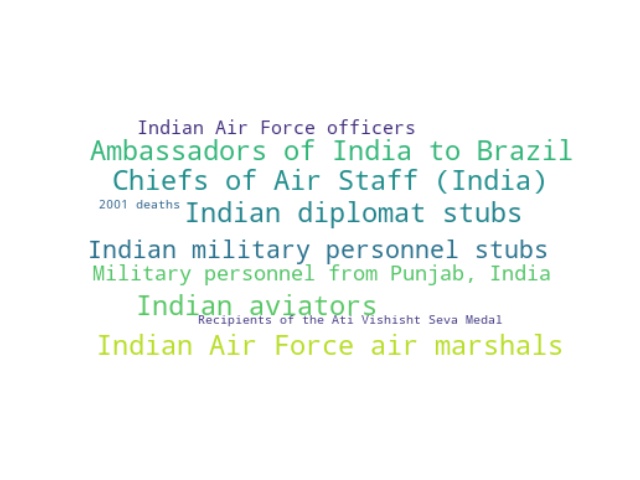 Indian Air Force officers
Ambassadors of India to Brazil
Chiefs of Air Staff (India)
2001 deaths
Indian diplomat stubs
Indian military personnel stubs
Military personnel from Punjab, India
Indian aviators
Recipients of the Ati Vishisht Seva Medal
Indian Air Force air marshals